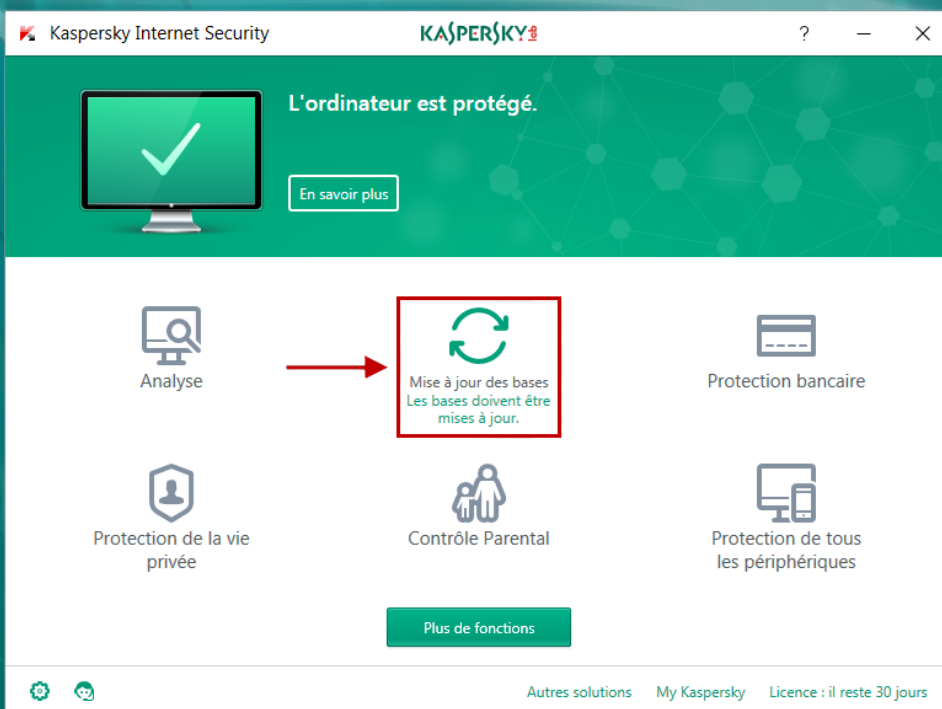 Kaspersky Internet Security
KASPERSKY lab
?
L'ordinateur est protégé.
En savoir plus
Analyse
Mise à jour des bases
Les bases doivent être
mises à jour.
Protection bancaire
Protection de la vie
privée
Contrôle Parental
Protection de tous
les périphériques
Plus de fonctions
Autres solutions
My Kaspersky
Licence : il reste 30 jours